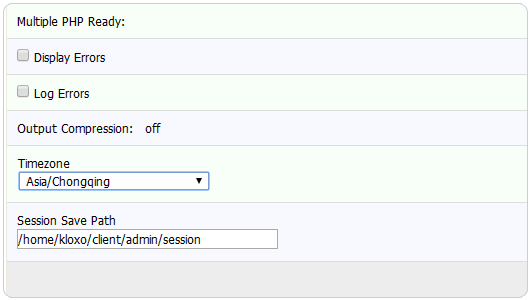 Multiple PHP Ready:
Display Errors
Log Errors
Output Compression: off
Timezone
Asia/Chongqing
Session Save Path
/home/kloxo/client/admin/session